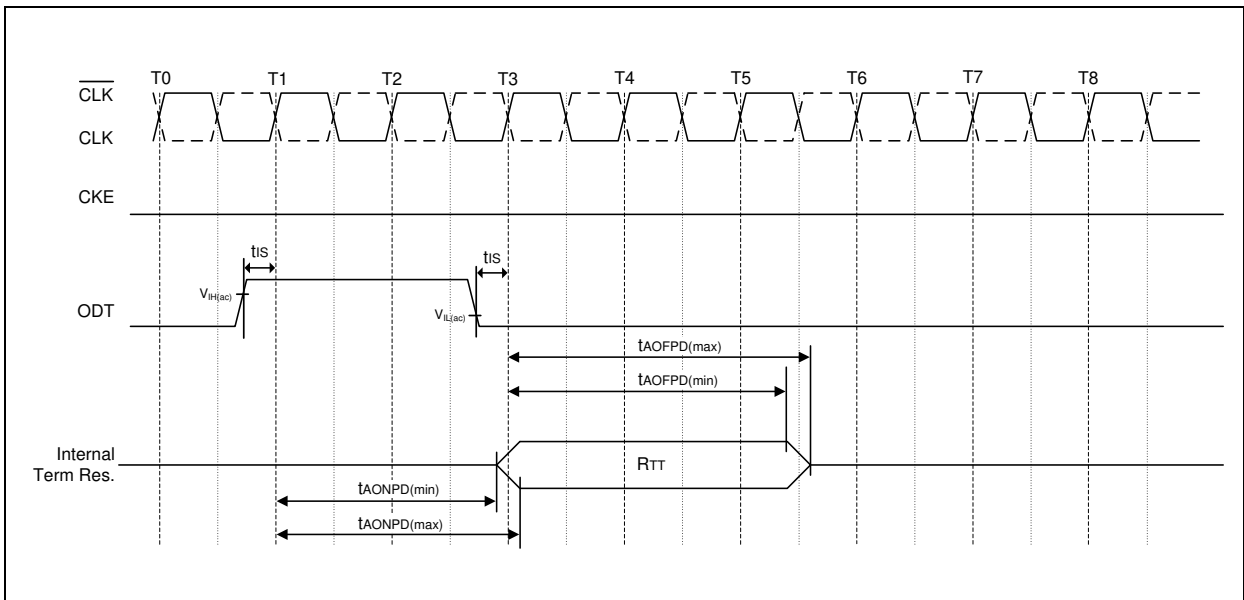 T0 T1 T2 T3 T4 T5 T6 T7 T8
CLK
CLK
CKE
tIS
tIS
VIH(ac)
ODT
VIL(ac)
tAOFPD(max)
tAOFPD(min)
Internal
Term Res.
RTT
tAONPD(min)
tAONPD(max)